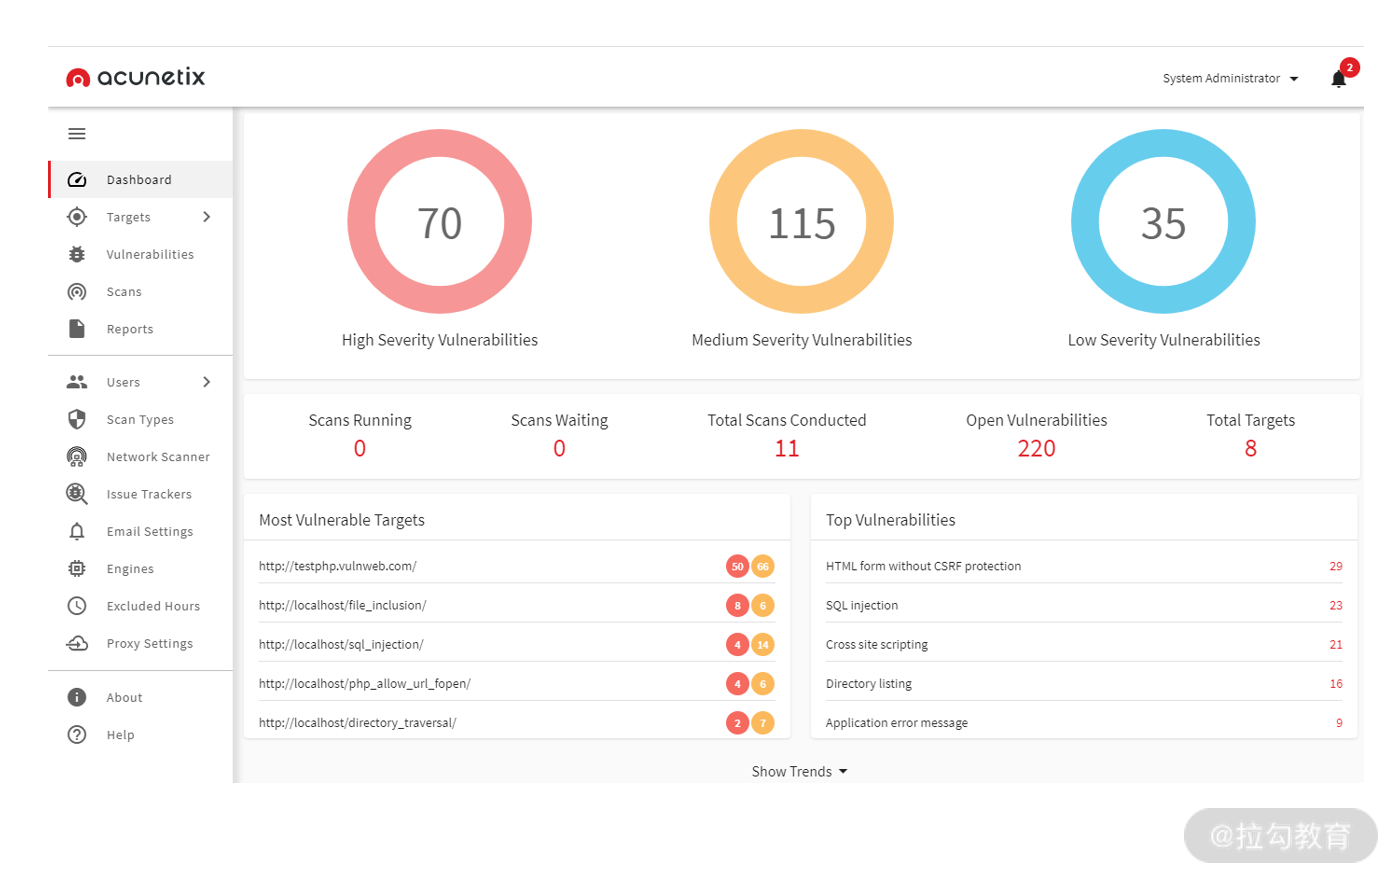 acunetix
System Administrator
2
Dashboard
Targets
Vulnerabilities
Scans
Reports
Users
Scan Types
Network Scanner
Issue Trackers
Email Settings
Engines
Excluded Hours
Proxy Settings
About
Help
70
High Severity Vulnerabilities
115
Medium Severity Vulnerabilities
35
Low Severity Vulnerabilities
Scans Running
0
Scans Waiting
0
Total Scans Conducted
11
Open Vulnerabilities
220
Total Targets
8
Most Vulnerable Targets
http://testphp.vulnweb.com/ 50 66
http://localhost/file_inclusion/ 8 6
http://localhost/sql_injection/ 4 14
http://localhost/php_allow_url_fopen/ 4 6
http://localhost/directory_traversal/ 2 7
Top Vulnerabilities
HTML form without CSRF protection 29
SQL injection 23
Cross site scripting 21
Directory listing 16
Application error message 9
Show Trends
@拉勾教育